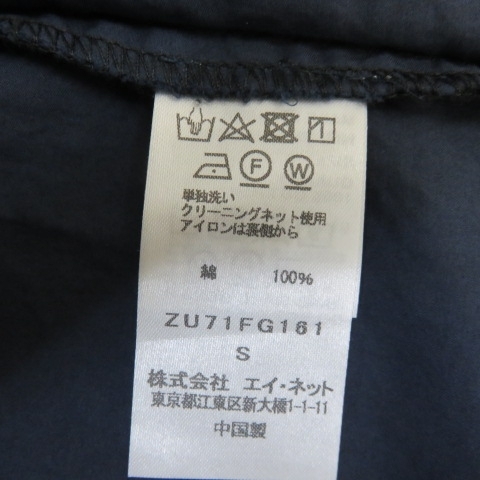 F W
単独洗い
クリーニングネット使用
アイロンは裏側から
綿 100%
ZU71FG161
S
株式会社 エイ・ネット
東京都江東区新大橋1-1-11
中国製